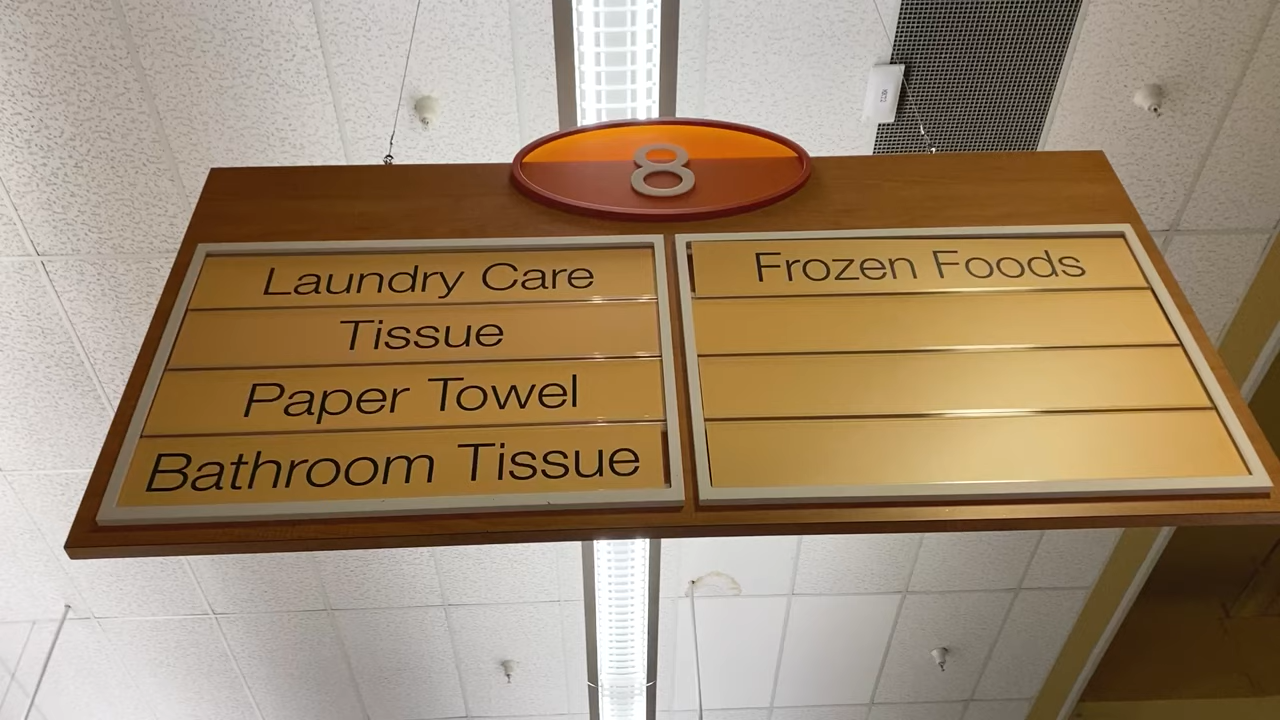 8
Laundry Care
Tissue
Paper Towel
Bathroom Tissue
Frozen Foods